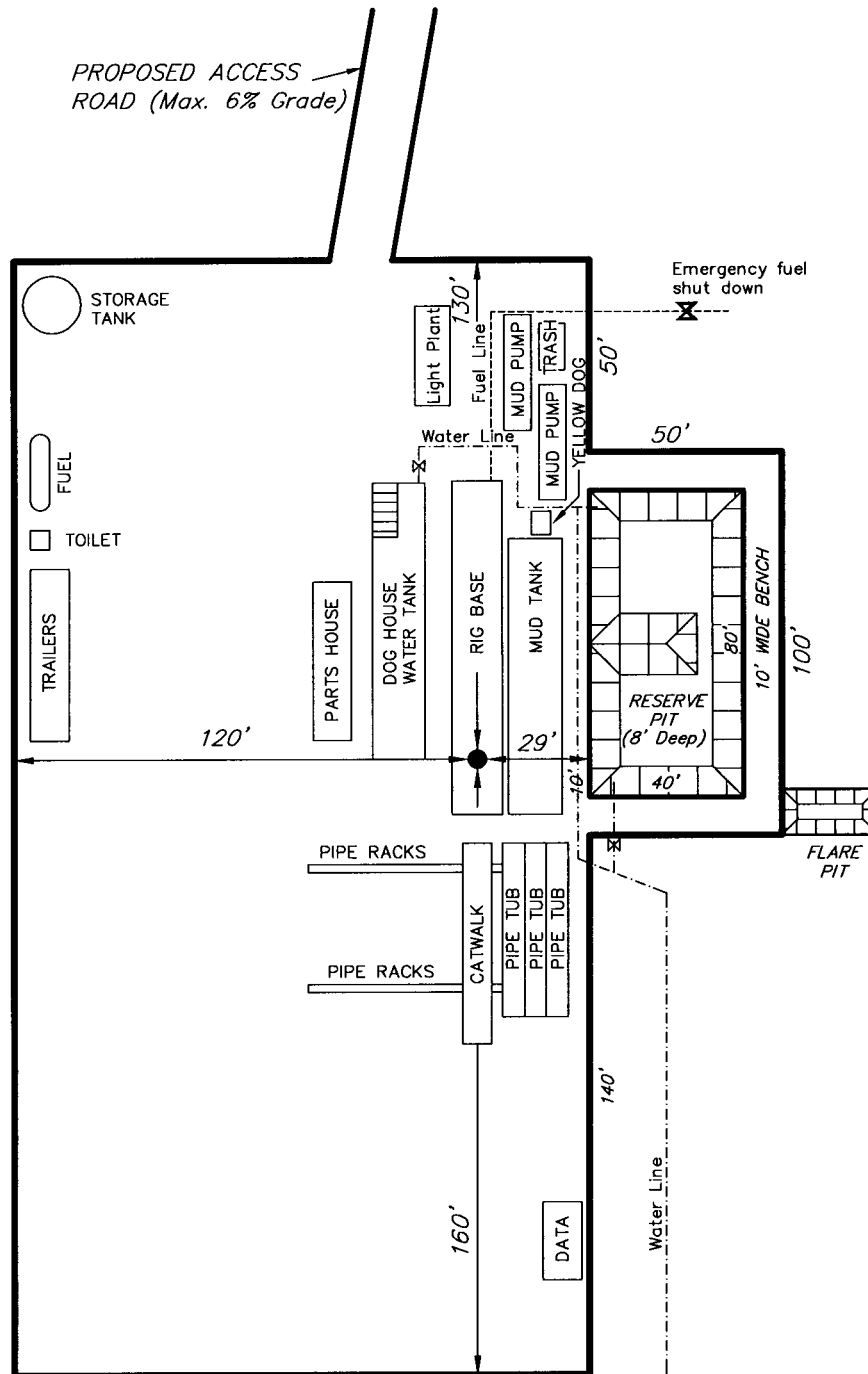 PROPOSED ACCESS
ROAD (Max. 6% Grade)
STORAGE
TANK
Light Plant
130'
Fuel Line
MUD PUMP
TRASH
Emergency fuel
shut down
50'
FUEL
Water Line
MUD PUMP
YELLOW DOG
50'
TOILET
TRAILERS
PARTS HOUSE
DOG HOUSE
WATER TANK
RIG BASE
MUD TANK
80'
10' WIDE BENCH
100'
RESERVE
PIT
(8' Deep)
120'
29'
10'
40'
FLARE
PIT
PIPE RACKS
CATWALK
PIPE TUB
PIPE TUB
PIPE TUB
PIPE RACKS
140'
160'
DATA
Water Line